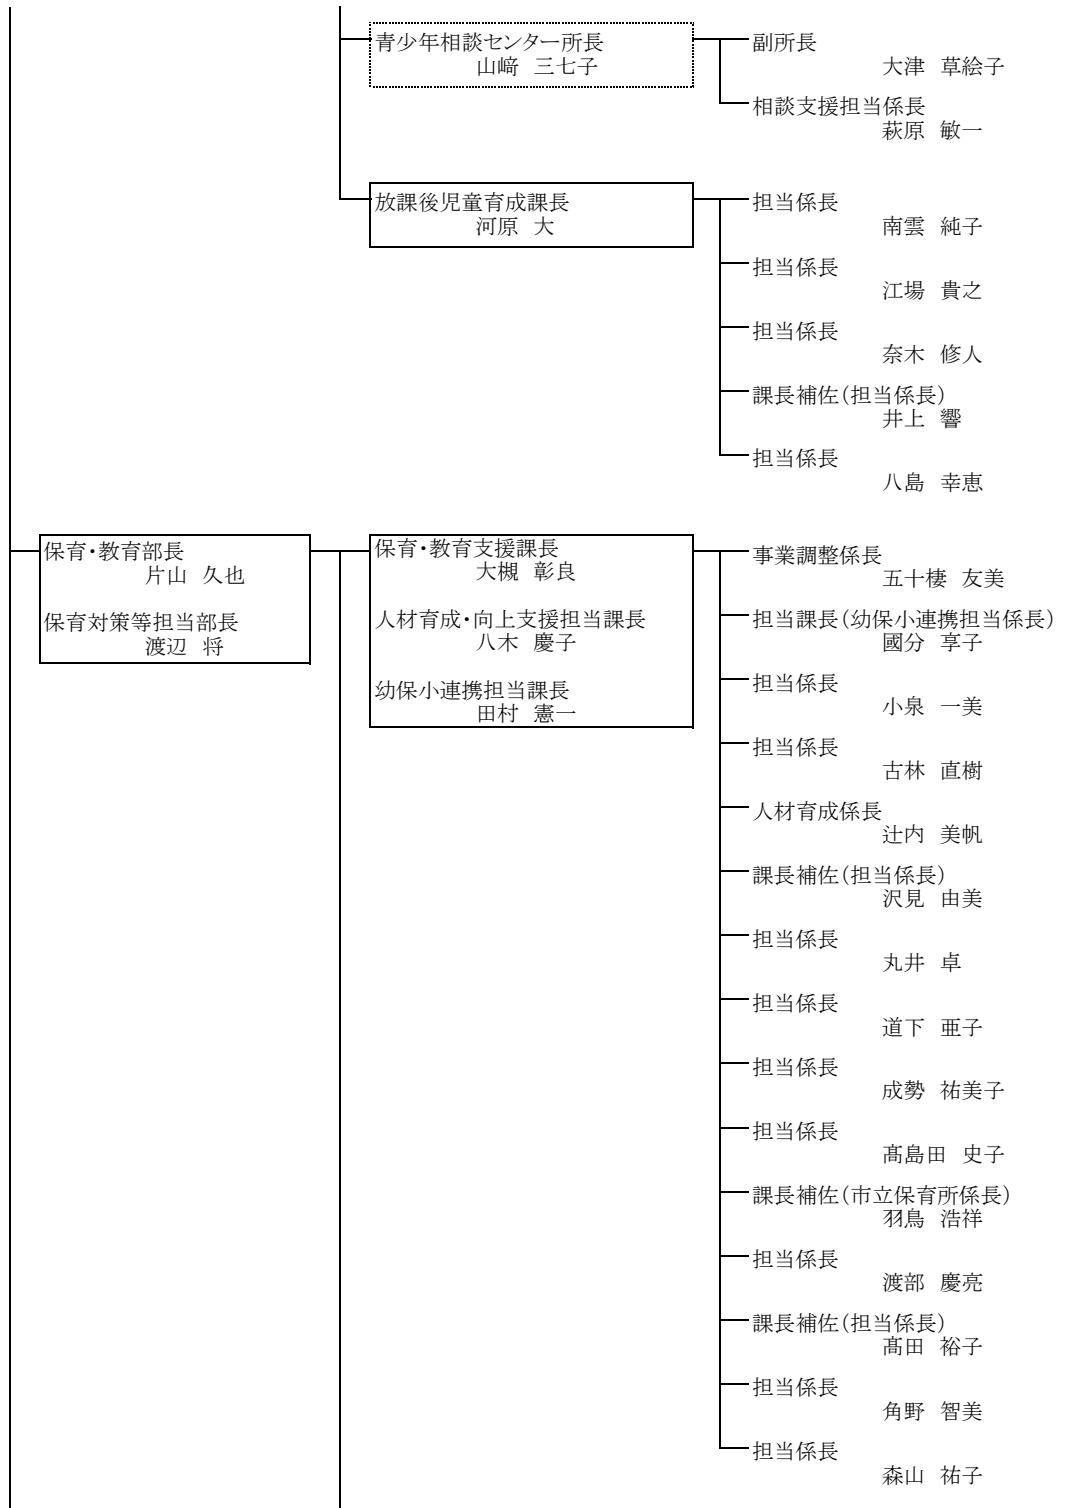 青少年相談センター所長
山﨑 三七子
副所長
大津 草絵子
相談支援担当係長
萩原 敏一
放課後児童育成課長
河原 大
担当係長
南雲 純子
担当係長
江場 貴之
担当係長
奈木 修人
課長補佐(担当係長)
井上 響
担当係長
八島 幸恵
保育・教育部長
片山 久也
保育対策等担当部長
渡辺 将
保育・教育支援課長
大槻 彰良
人材育成・向上支援担当課長
八木 慶子
幼保小連携担当課長
田村 憲一
事業調整係長
五十棲 友美
担当課長(幼保小連携担当係長)
國分 享子
担当係長
小泉 一美
担当係長
古林 直樹
人材育成係長
辻内 美帆
課長補佐(担当係長)
沢見 由美
担当係長
丸井 卓
担当係長
道下 亜子
担当係長
成勢 祐美子
担当係長
髙島田 史子
課長補佐(市立保育所係長)
羽鳥 浩祥
担当係長
渡部 慶亮
課長補佐(担当係長)
髙田 裕子
担当係長
角野 智美
担当係長
森山 祐子